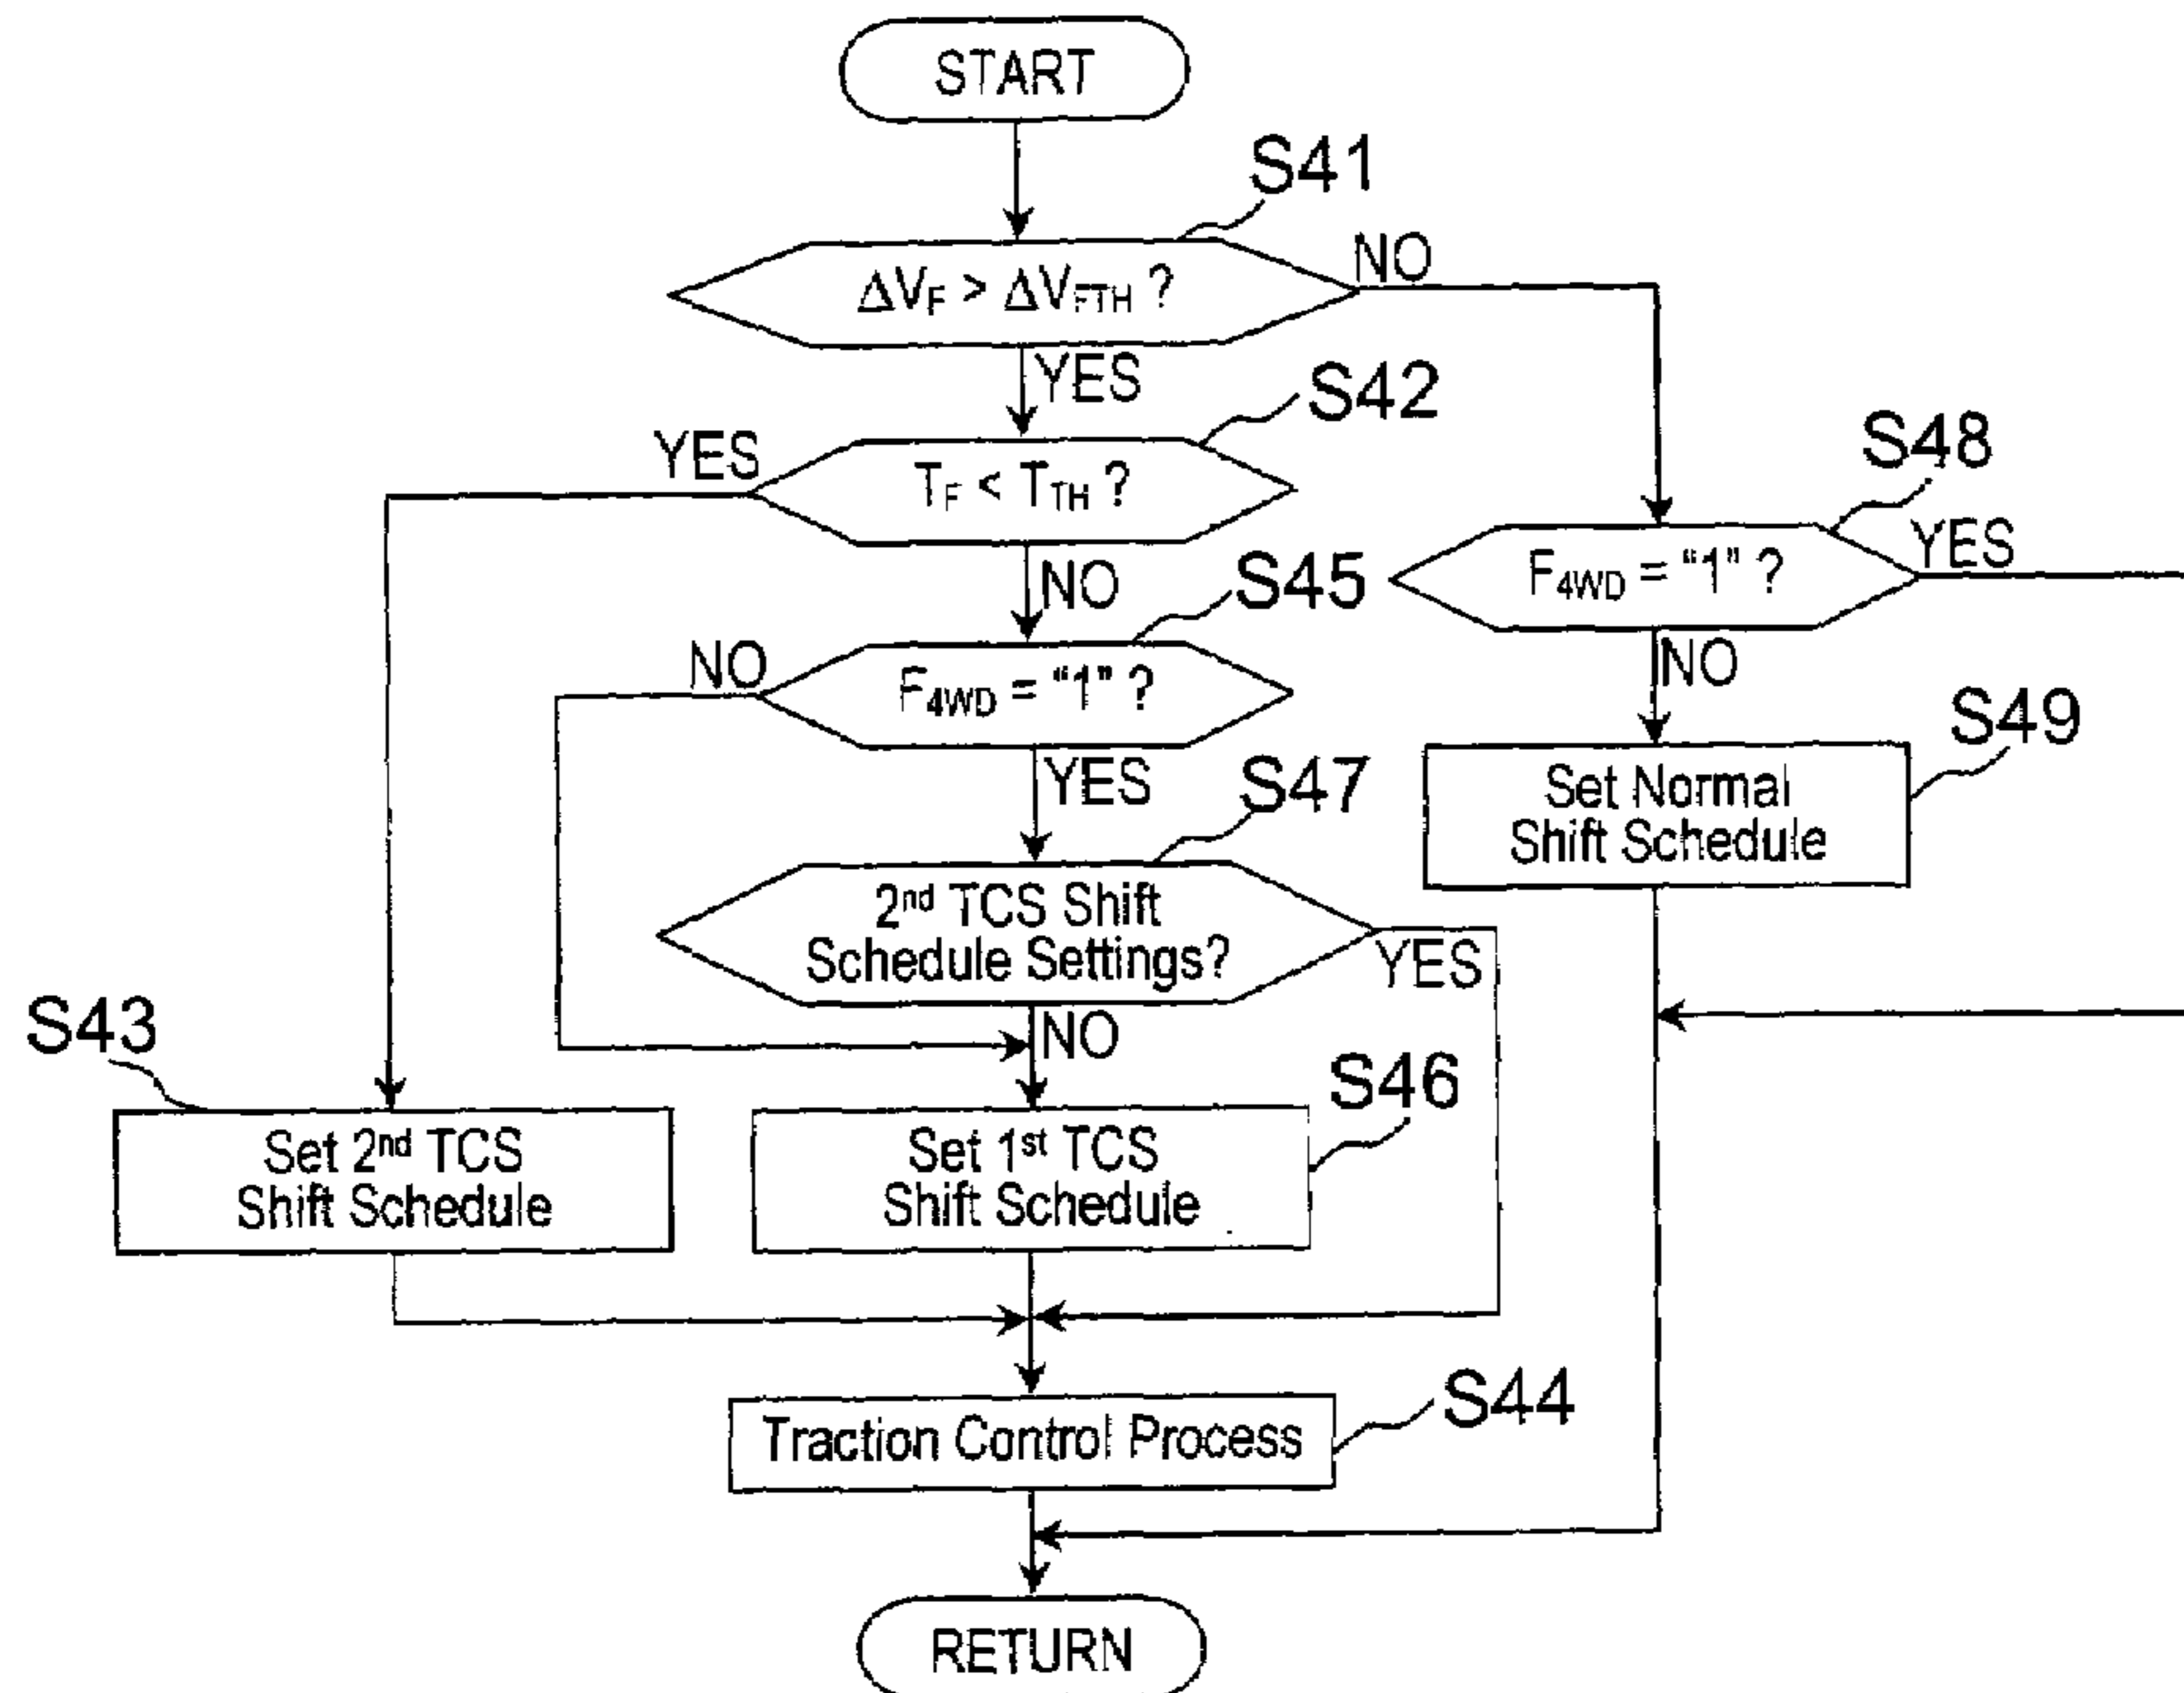 START
S41
ΔVF > ΔVFTH ?
NO
YES
S42
YES
TF < TTH ?
S48
NO
F4WD = “1” ?
YES
S45
NO
F4WD = “1” ?
NO
YES
S49
S47
Set Normal
Shift Schedule
2nd TCS Shift
Schedule Settings?
YES
NO
S43
S46
Set 2nd TCS
Shift Schedule
Set 1st TCS
Shift Schedule
S44
Traction Control Process
RETURN